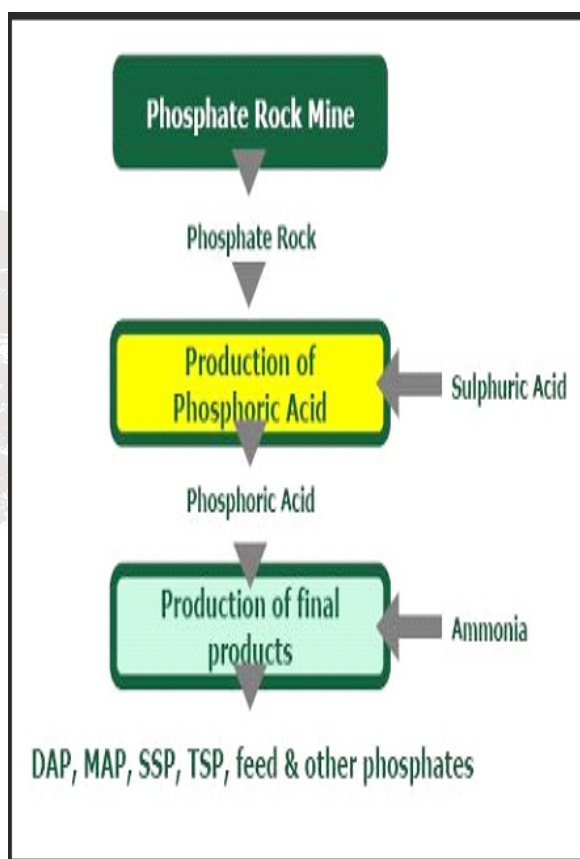 Phosphate Rock Mine
Phosphate Rock
Production of
Phosphoric Acid
Sulphuric Acid
Phosphoric Acid
Production of final
products
Ammonia
DAP, MAP, SSP, TSP, feed & other phosphates